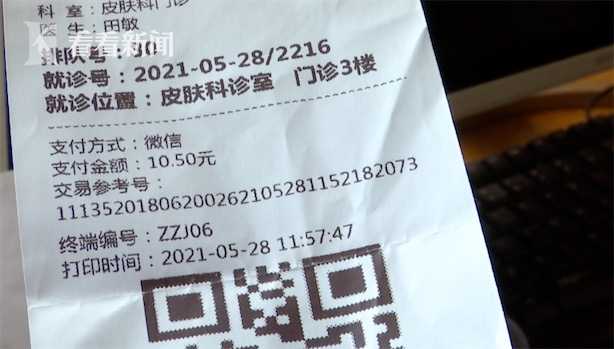 科 室：皮肤科门诊
医 生：田敏
看看新闻
就诊号：2021-05-28/2216
就诊位置：皮肤科诊室 门诊3楼
支付方式：微信
支付金额：10.50元
交易参考号：
11135201806200262105281152182073
终端编号：ZZJ06
打印时间：2021-05-28 11:57:47